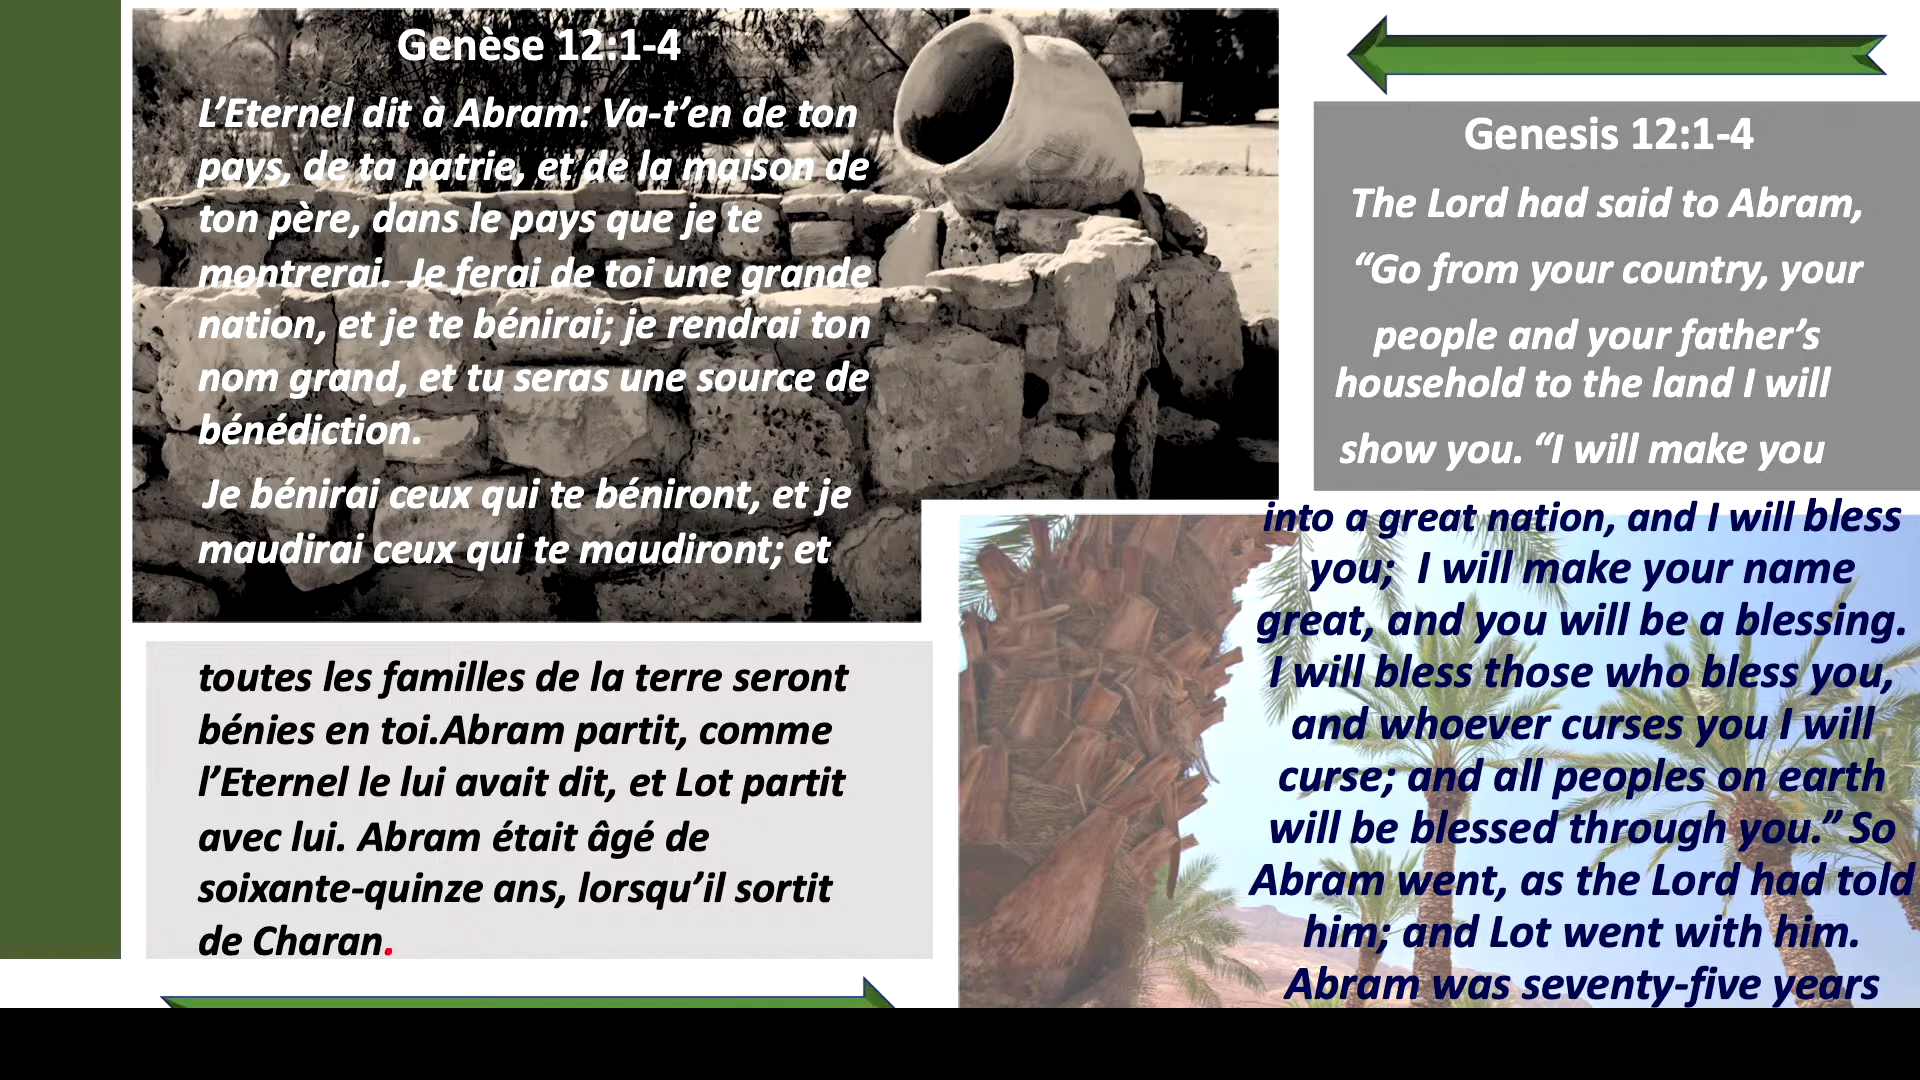 Genèse 12:1-4
L’Eternel dit à Abram: Va-t’en de ton
pays, de ta patrie, et de la maison de
ton père, dans le pays que je te
montrerai. Je ferai de toi une grande
nation, et je te bénirai; je rendrai ton
nom grand, et tu seras une source de
bénédiction.
Je bénirai ceux qui te béniront, et je
maudirai ceux qui te maudiront; et
toutes les familles de la terre seront
bénies en toi.Abram partit, comme
l’Eternel le lui avait dit, et Lot partit
avec lui. Abram était âgé de
soixante-quinze ans, lorsqu’il sortit
de Charan.
Genesis 12:1-4
The Lord had said to Abram,
“Go from your country, your
people and your father’s
household to the land I will
show you. “I will make you
into a great nation, and I will bless
you;  I will make your name
great, and you will be a blessing.
I will bless those who bless you,
and whoever curses you I will
curse; and all peoples on earth
will be blessed through you.” So
Abram went, as the Lord had told
him; and Lot went with him.
Abram was seventy-five years